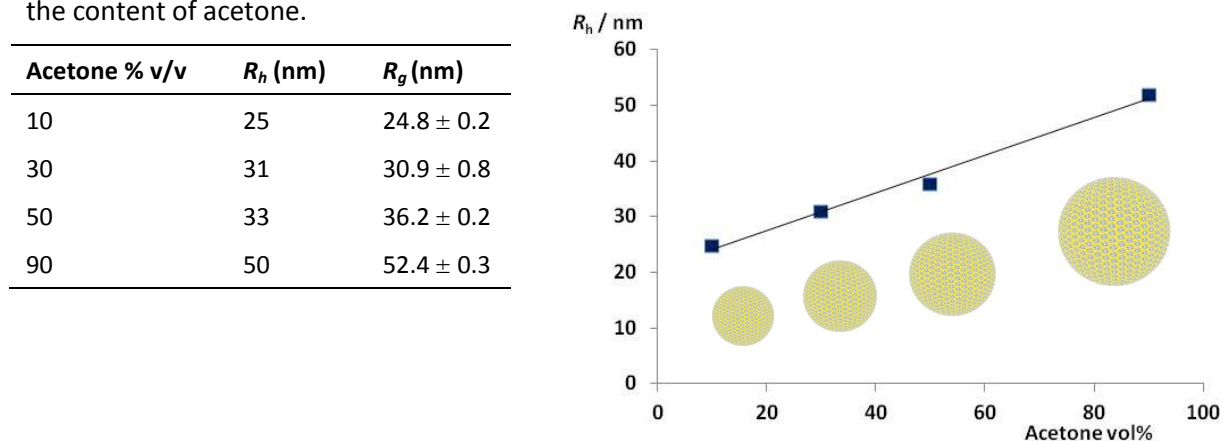 the content of acetone.
Acetone % v/v R_h (nm) R_g (nm)
10 25 24.8 ± 0.2
30 31 30.9 ± 0.8
50 33 36.2 ± 0.2
90 50 52.4 ± 0.3
R_h / nm
60
50
40
30
20
10
0
0 20 40 60 80 100
Acetone vol%